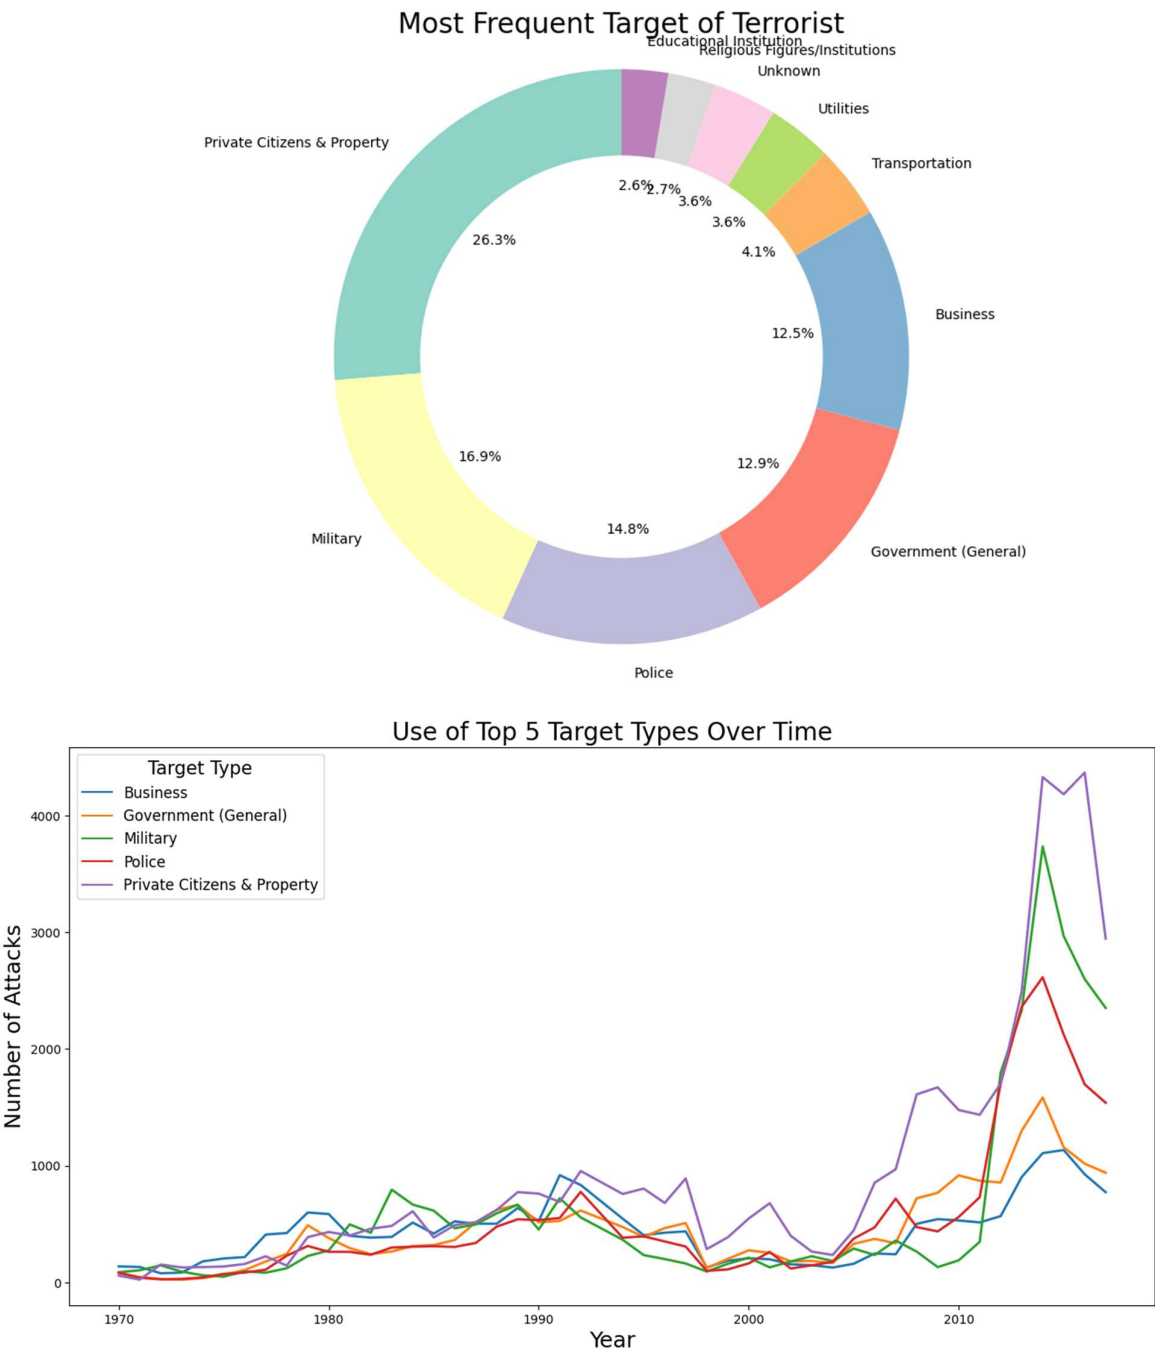 Most Frequent Target of Terrorist
Educational Institution
Religious Figures/Institutions
Unknown
Utilities
Private Citizens & Property
Transportation
2.6%
2.7%
3.6%
3.6%
26.3%
4.1%
Business
12.5%
16.9%
12.9%
14.8%
Military
Government (General)
Police
Use of Top 5 Target Types Over Time
Target Type
Business
Government (General)
Military
Police
Private Citizens & Property
Number of Attacks
4000
3000
2000
1000
0
1970 1980 1990 2000 2010
Year